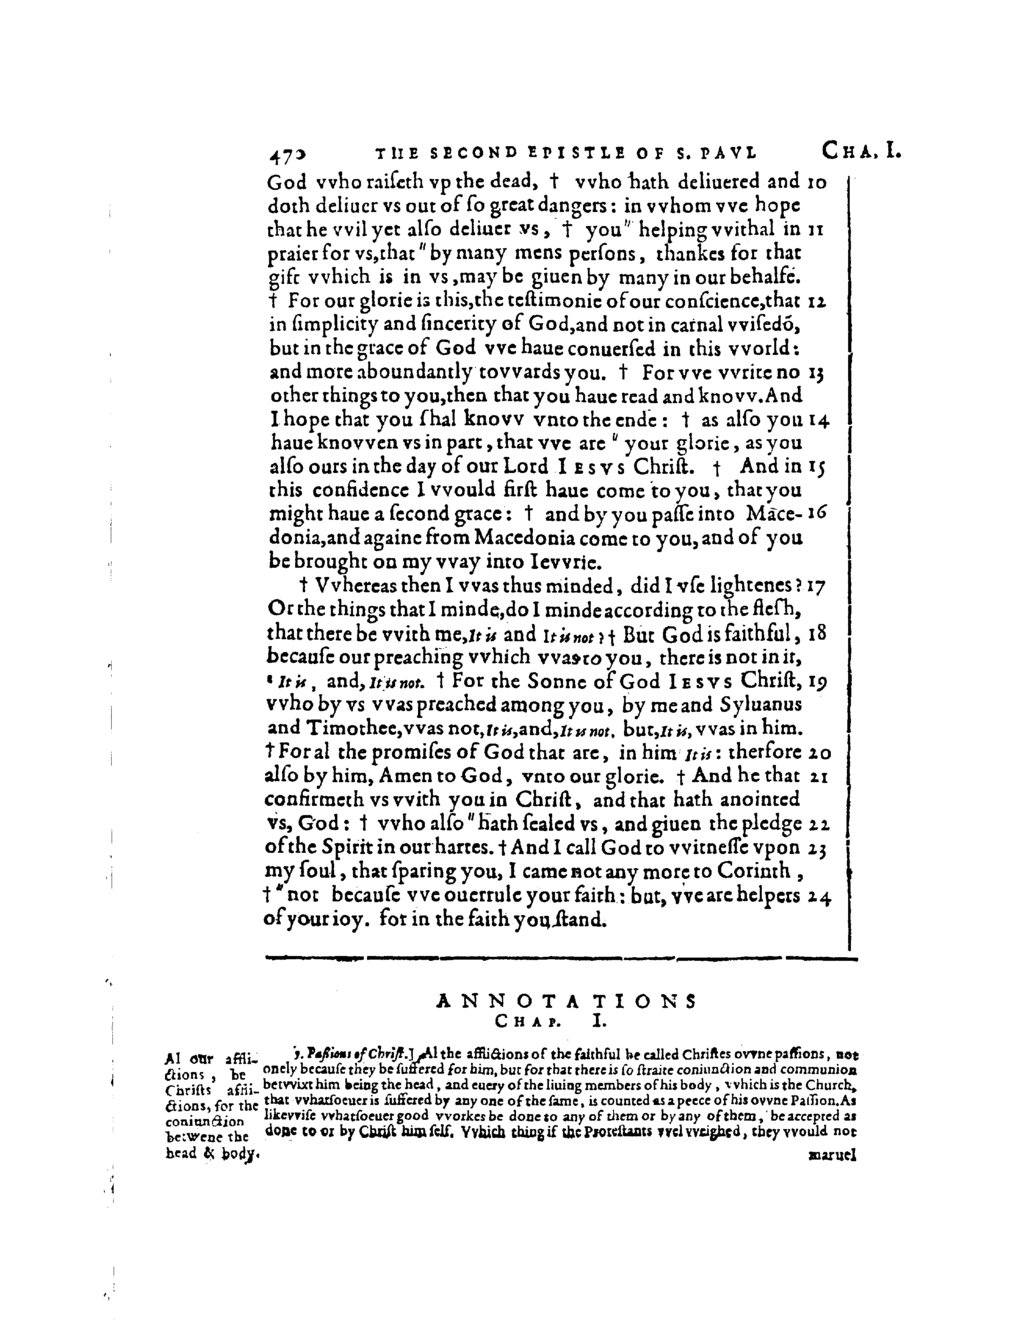 470 THE SECOND EPISTLE OF S. PAVL CHA. I.
God vvho raiſeth vp the dead, † vvho hath deliuered and 10
doth deliuer vs out of ſo great dangers: in vvhom vve hope
that he vvil yet alſo deliuer vs, † you" helping vvithal in 11
praier for vs, that " by many mens perſons, thankes for that
gift vvhich is in vs, may be giuen by many in our behalfe.
† For our glorie is this, the teſtimonie of our conſcience, that 12
in ſimplicity and ſincerity of God, and not in carnal vviſedō,
but in the grace of God vve haue conuerſed in this vvorld:
and more aboundantly tovvards you. † For vve vvrite no 13
other things to you, then that you haue read and knovv. And
I hope that you ſhal knovv vnto the ende: † as alſo you 14
haue knovven vs in part, that vve are " your glorie, as you
alſo ours in the day of our Lord IESVS Chriſt. † And in 15
this confidence I vvould firſt haue come to you, that you
might haue a ſecond grace: † and by you paſſe into Mace- 16
donia, and againe from Macedonia come to you, and of you
be brought on my vvay into Ievvrie.
† Vvhereas then I vvas thus minded, did I vſe lightenes? 17
Or the things that I minde, do I minde according to the fleſh,
that there be vvith me, It is and It is not? † But God is faithful, 18
becauſe our preaching vvhich vvas to you, there is not in it,
" It is, and, It is not. † For the Sonne of God IESVS Chriſt, 19
vvho by vs vvas preached among you, by me and Syluanus
and Timothee, vvas not, It is, and, It is not. but, It is, vvas in him.
† For al the promiſes of God that are, in him It is: therfore 20
alſo by him, Amen to God, vnto our glorie. † And he that 21
confirmeth vs vvith you in Chriſt, and that hath anointed
vs, God: † vvho alſo " hath ſealed vs, and giuen the pledge 22
of the Spirit in our hartes. † And I call God to vvitneſſe vpon 23
my ſoul, that ſparing you, I came not any more to Corinth,
† " not becauſe vve ouerrule your faith: but, vve are helpers 24
of your ioy. for in the faith you ſtand.
ANNOTATIONS
CHAP. I.
Al our affli-
ctions, be
Chriſts affli-
ctions, for the
coniunction
betwene the
head & body.
5. Paſſions of Chriſt.] Al the afflictions of the faithful be called Chriſtes ovvne paſſions, not
onely becauſe they be ſuffered for him, but for that there is ſo ſtraite coniunction and communion
betvvixt him being the head, and euery of the liuing members of his body, vvhich is the Church,
that vvhatſoeuer is ſuffered by any one of the ſame, is counted as a peece of his ovvne Paſſion. As
likevviſe vvhatſoeuer good vvorkes be done to any of them or by any of them, be accepted as
done to or by Chriſt him ſelf. Vvhich thing if the Proteſtants vvel vveighed, they vvould not
maruel